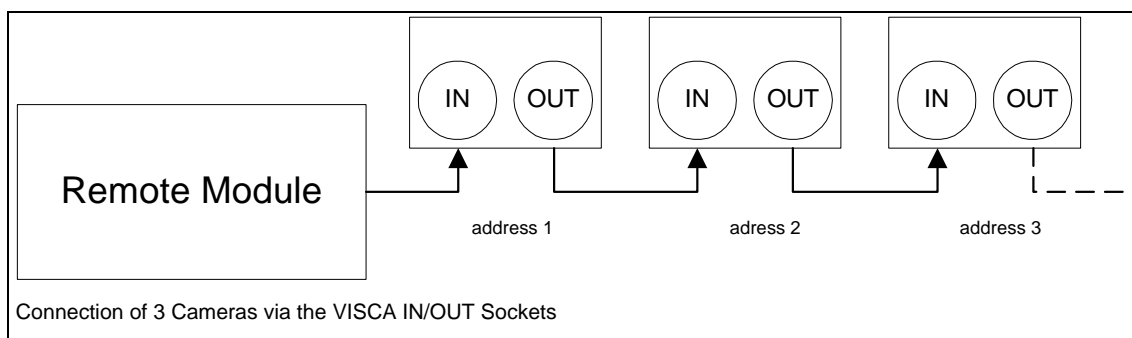 IN OUT IN OUT IN OUT
Remote Module
address 1 adress 2 address 3
Connection of 3 Cameras via the VISCA IN/OUT Sockets